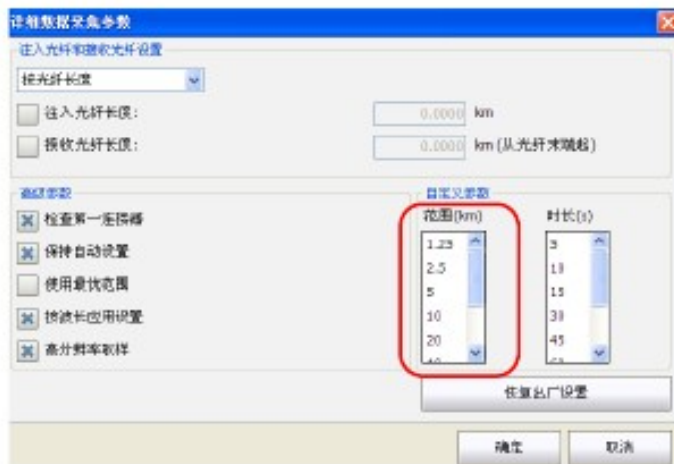 详细数据采集参数
注入光纤和接收光纤设置
按光纤长度
注入光纤长度: 0.0000 km
接收光纤长度: 0.0000 km (从光纤末端起)
高级参数
检查第一连接器
保持自动设置
使用最优范围
按波长应用设置
高分辨率取样
自定义参数
范围(km)
1.25
2.5
5
10
20
40
时长(s)
5
10
15
30
45
60
恢复出厂设置
确定 取消